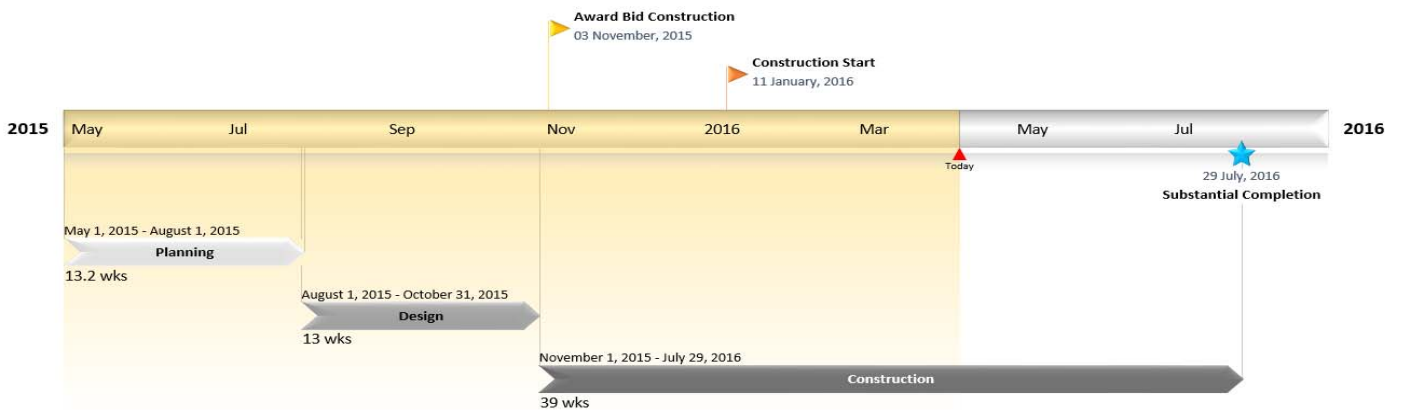 Award Bid Construction
03 November, 2015
Construction Start
11 January, 2016
2015 May Jul Sep Nov 2016 Mar May Jul 2016
Today
29 July, 2016
Substantial Completion
May 1, 2015 - August 1, 2015
Planning
13.2 wks
August 1, 2015 - October 31, 2015
Design
13 wks
November 1, 2015 - July 29, 2016
Construction
39 wks